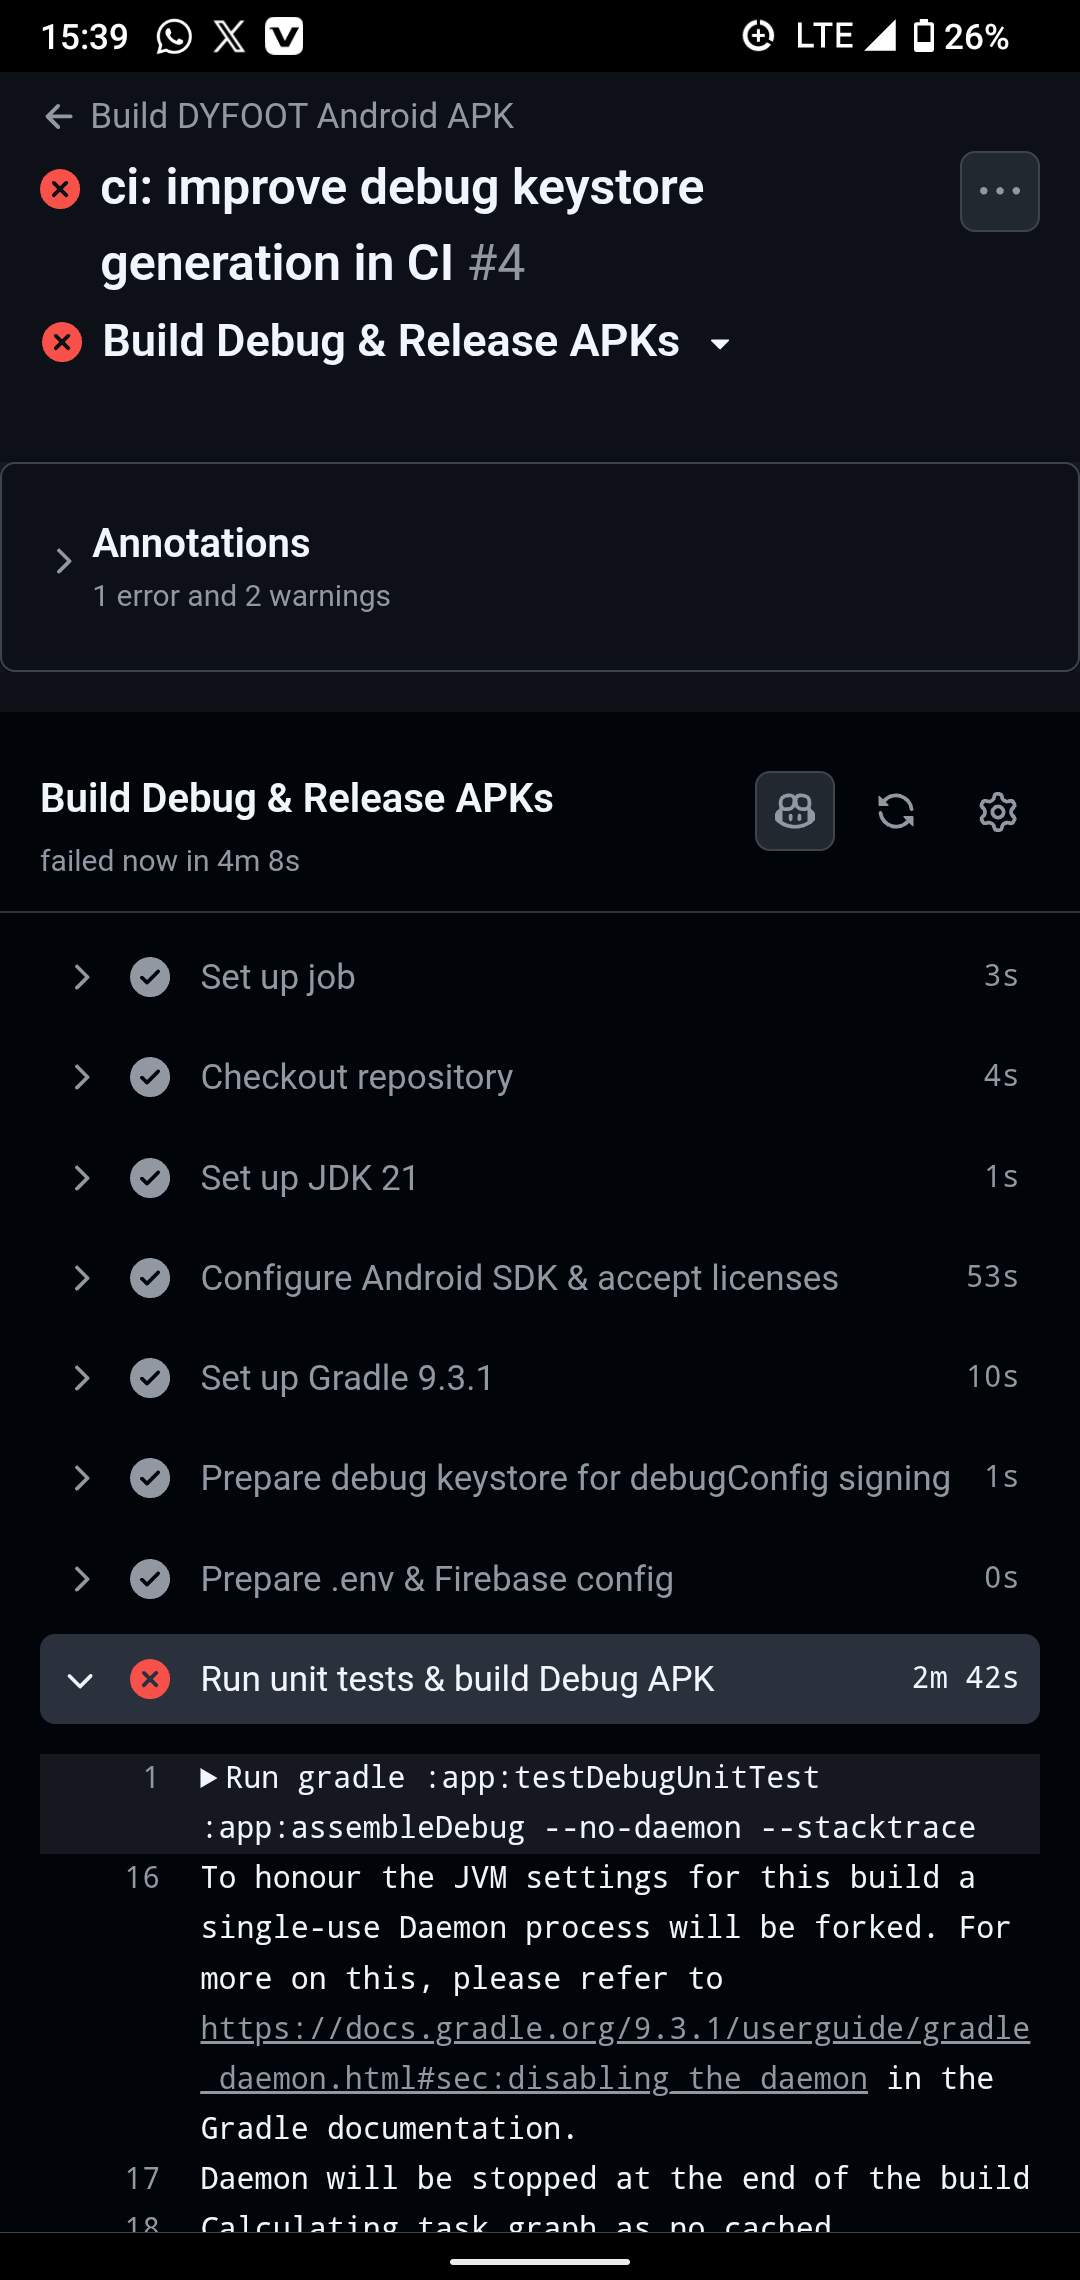 15:39
LTE 26%
Build DYFOOT Android APK
ci: improve debug keystore
generation in CI #4
Build Debug & Release APKs
Annotations
1 error and 2 warnings
Build Debug & Release APKs
failed now in 4m 8s
Set up job 3s
Checkout repository 4s
Set up JDK 21 1s
Configure Android SDK & accept licenses 53s
Set up Gradle 9.3.1 10s
Prepare debug keystore for debugConfig signing 1s
Prepare .env & Firebase config 0s
Run unit tests & build Debug APK 2m 42s
1 Run gradle :app:testDebugUnitTest
:app:assembleDebug --no-daemon --stacktrace
16 To honour the JVM settings for this build a
single-use Daemon process will be forked. For
more on this, please refer to
https://docs.gradle.org/9.3.1/userguide/gradle
_daemon.html#sec:disabling_the_daemon in the
Gradle documentation.
17 Daemon will be stopped at the end of the build
18 Calculating task graph as no cached